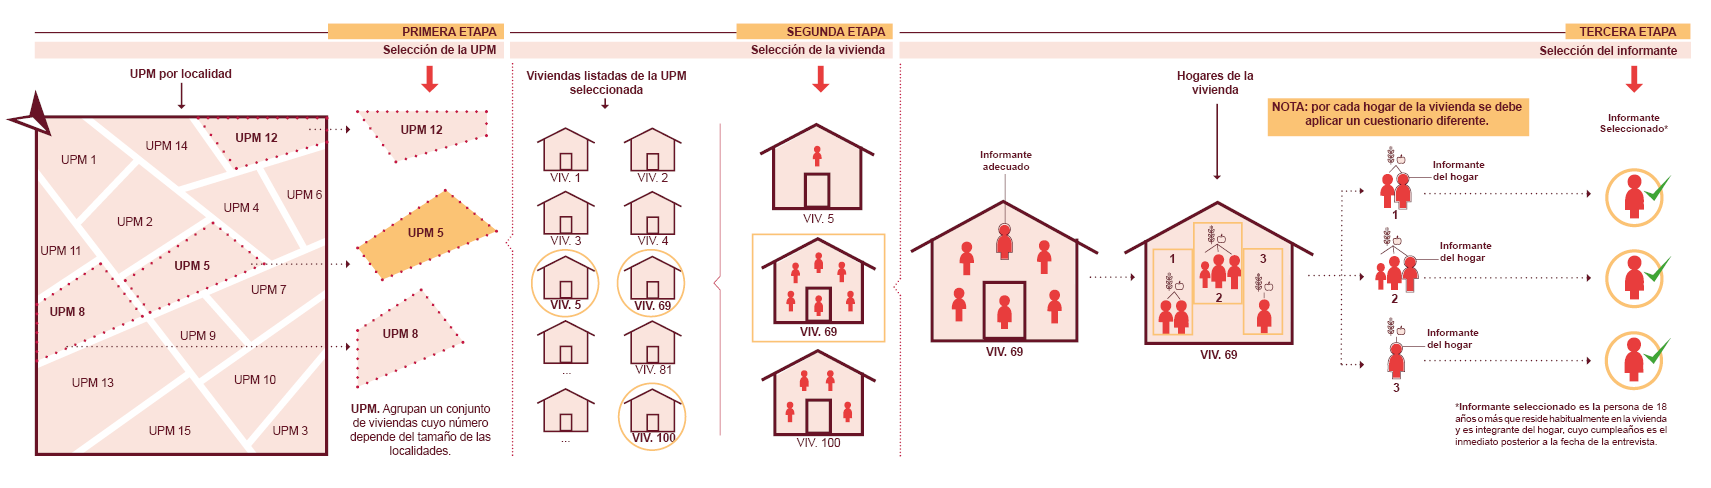 PRIMERA ETAPA
Selección de la UPM
UPM por localidad
UPM 1
UPM 14
UPM 12
UPM 6
UPM 4
UPM 2
UPM 11
UPM 5
UPM 7
UPM 8
UPM 9
UPM 13
UPM 10
UPM 15
UPM 3
UPM 12
UPM 5
UPM 8
UPM. Agrupan un conjunto
de viviendas cuyo número
depende del tamaño de las
localidades.
SEGUNDA ETAPA
Selección de la vivienda
Viviendas listadas de la UPM
seleccionada
VIV. 1
VIV. 2
VIV. 3
VIV. 4
VIV. 5
VIV. 69
...
VIV. 81
...
VIV. 100
VIV. 5
VIV. 69
VIV. 100
TERCERA ETAPA
Selección del informante
Hogares de la
vivienda
NOTA: por cada hogar de la vivienda se debe
aplicar un cuestionario diferente.
Informante
adecuado
VIV. 69
1
2
3
VIV. 69
Informante
del hogar
1
Informante
del hogar
2
Informante
del hogar
3
Informante
Seleccionado*
*Informante seleccionado es la persona de 18
años o más que reside habitualmente en la vivienda
y es integrante del hogar, cuyo cumpleaños es el
inmediato posterior a la fecha de la entrevista.